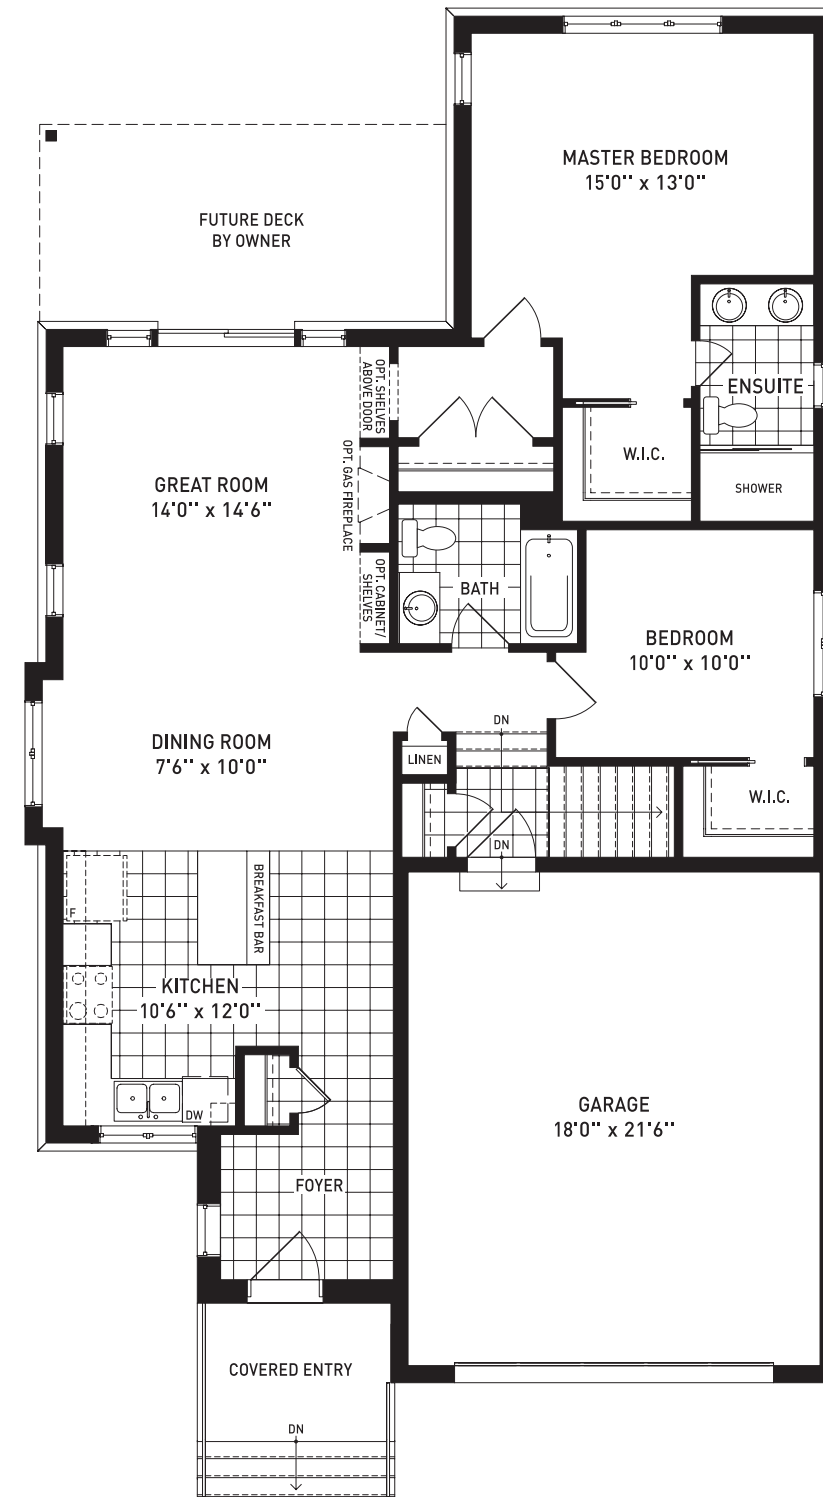 MASTER BEDROOM
15'0'' x 13'0''
FUTURE DECK
BY OWNER
OPT. SHELVES
ABOVE DOOR
ENSUITE
W.I.C.
SHOWER
GREAT ROOM
14'0'' x 14'6''
OPT. GAS FIREPLACE
OPT. CABINET/
SHELVES
BATH
BEDROOM
10'0'' x 10'0''
DN
DINING ROOM
7'6'' x 10'0''
LINEN
W.I.C.
DN
BREAKFAST BAR
F
KITCHEN
10'6'' x 12'0''
DW
GARAGE
18'0'' x 21'6''
FOYER
COVERED ENTRY
DN